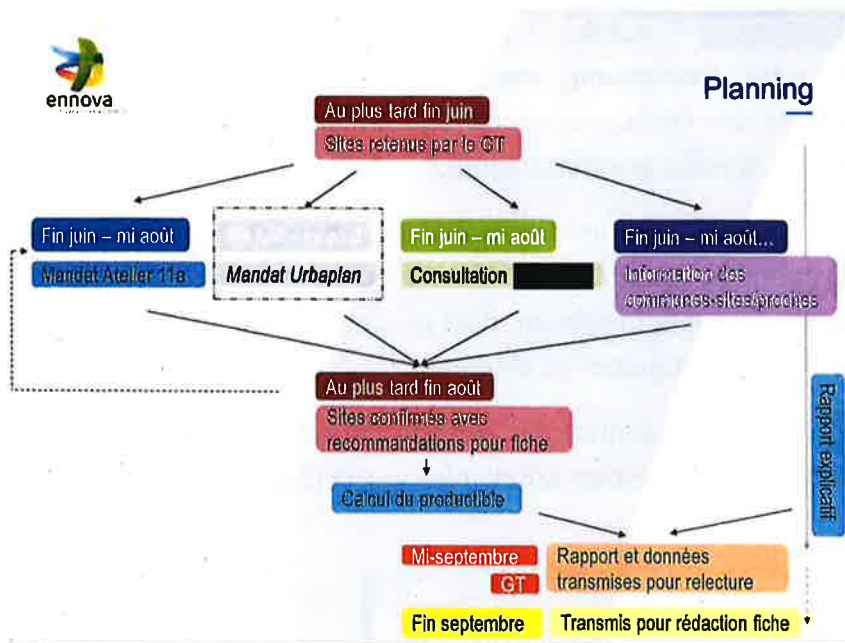 ennova
Planning
Au plus tard fin juin
Sites retenus par le GT
Fin juin – mi août
Mandat Atelier 11a
Mandat Urbaplan
Fin juin – mi août
Consultation
Fin juin – mi août...
Information des
communes-sites/proches
Au plus tard fin août
Sites confirmés avec
recommandations pour fiche
Calcul du productible
Rapport explicatif
Mi-septembre
GT
Rapport et données
transmises pour relecture
Fin septembre
Transmis pour rédaction fiche